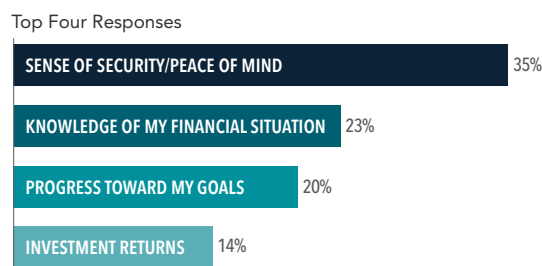 Top Four Responses
SENSE OF SECURITY/PEACE OF MIND 35%
KNOWLEDGE OF MY FINANCIAL SITUATION 23%
PROGRESS TOWARD MY GOALS 20%
INVESTMENT RETURNS 14%